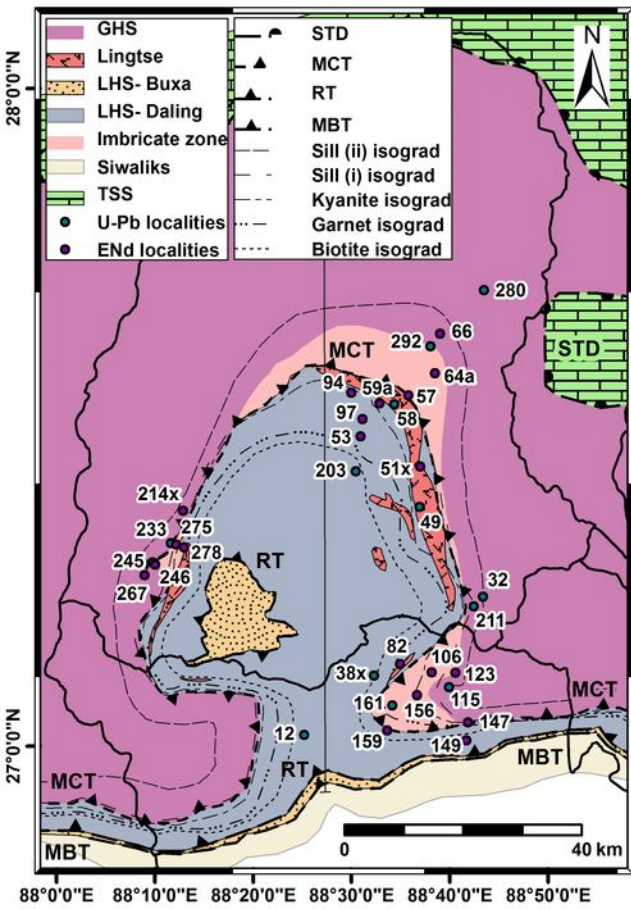 GHS
Lingtse
LHS- Buxa
LHS- Daling
Imbricate zone
Siwaliks
TSS
U-Pb localities
ENd localities
STD
MCT
RT
MBT
Sill (ii) isograd
Sill (i) isograd
Kyanite isograd
Garnet isograd
Biotite isograd
N
28°0'0"N
27°0'0"N
280
66
292
STD
MCT
64a
94
59a
57
97
58
53
203
51x
214x
49
233
275
278
245
246
RT
267
32
211
82
106
38x
123
115
161
156
MCT
147
12
159
149
RT
MBT
MCT
MBT
0
40 km
88°0'0"E
88°10'0"E
88°20'0"E
88°30'0"E
88°40'0"E
88°50'0"E